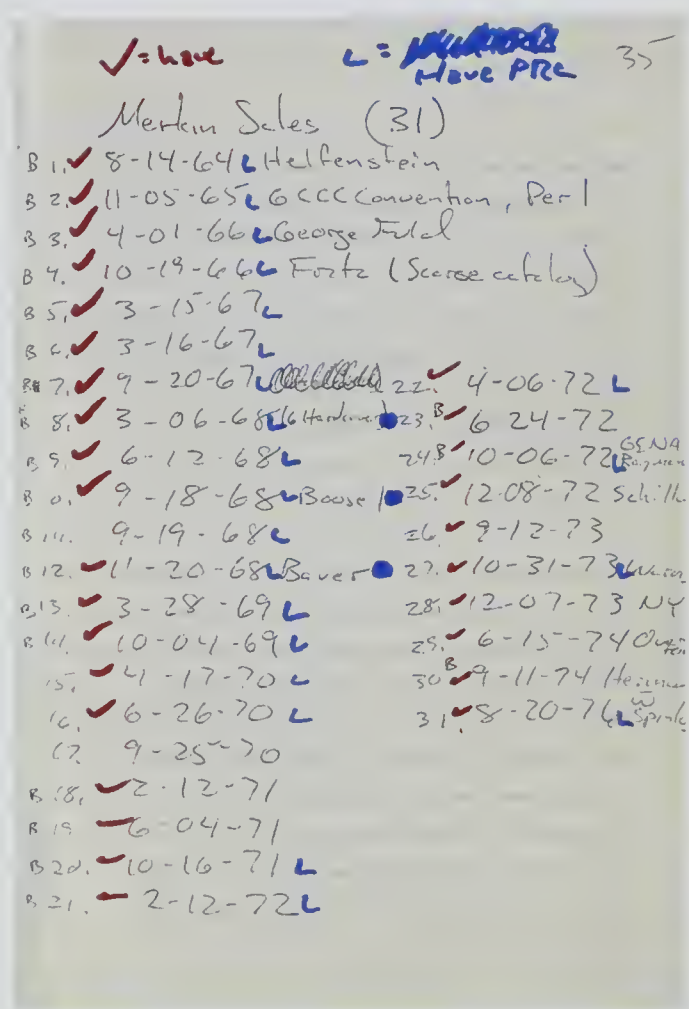 ✓=have L = Have PRL 35
Merkin Sales (31)
B 1. ✓ 8-14-64 L Helfenstein
B 2. ✓ 11-05-65 L GCCC Convention, Per 1
B 3. ✓ 4-01-66 L George Fuld
B 4. ✓ 10-19-66 L (Scarce catalog)
B 5. ✓ 3-15-67 L
B 6. ✓ 3-16-67 L
B 7. ✓ 9-20-67 L
B 8. ✓ 3-06-68 L
B 9. ✓ 6-12-68 L
B 10. ✓ 9-18-68 L Boosel
B 11. 9-19-68 L
B 12. ✓ 11-20-68 L Bauer
B 13. ✓ 3-28-69 L
B 14. ✓ 10-04-69 L
15. ✓ 4-17-70 L
16. ✓ 6-26-70 L
17. 9-25-70
B 18. ✓ 2-12-71
B 19 ✓ 6-04-71
B 20. ✓ 10-16-71 L
B 21. ✓ 2-12-72 L
22. ✓ 4-06-72 L
23. B ✓ 6 24-72
24. B ✓ 10-06-72 L GENA
25. ✓ 12-08-72 Schill
26. ✓ 9-12-73
27. ✓ 10-31-73 L
28. ✓ 12-07-73 NY
29. ✓ 6-15-74
30 B ✓ 9-11-74
31. ✓ 8-20-76 L Spink